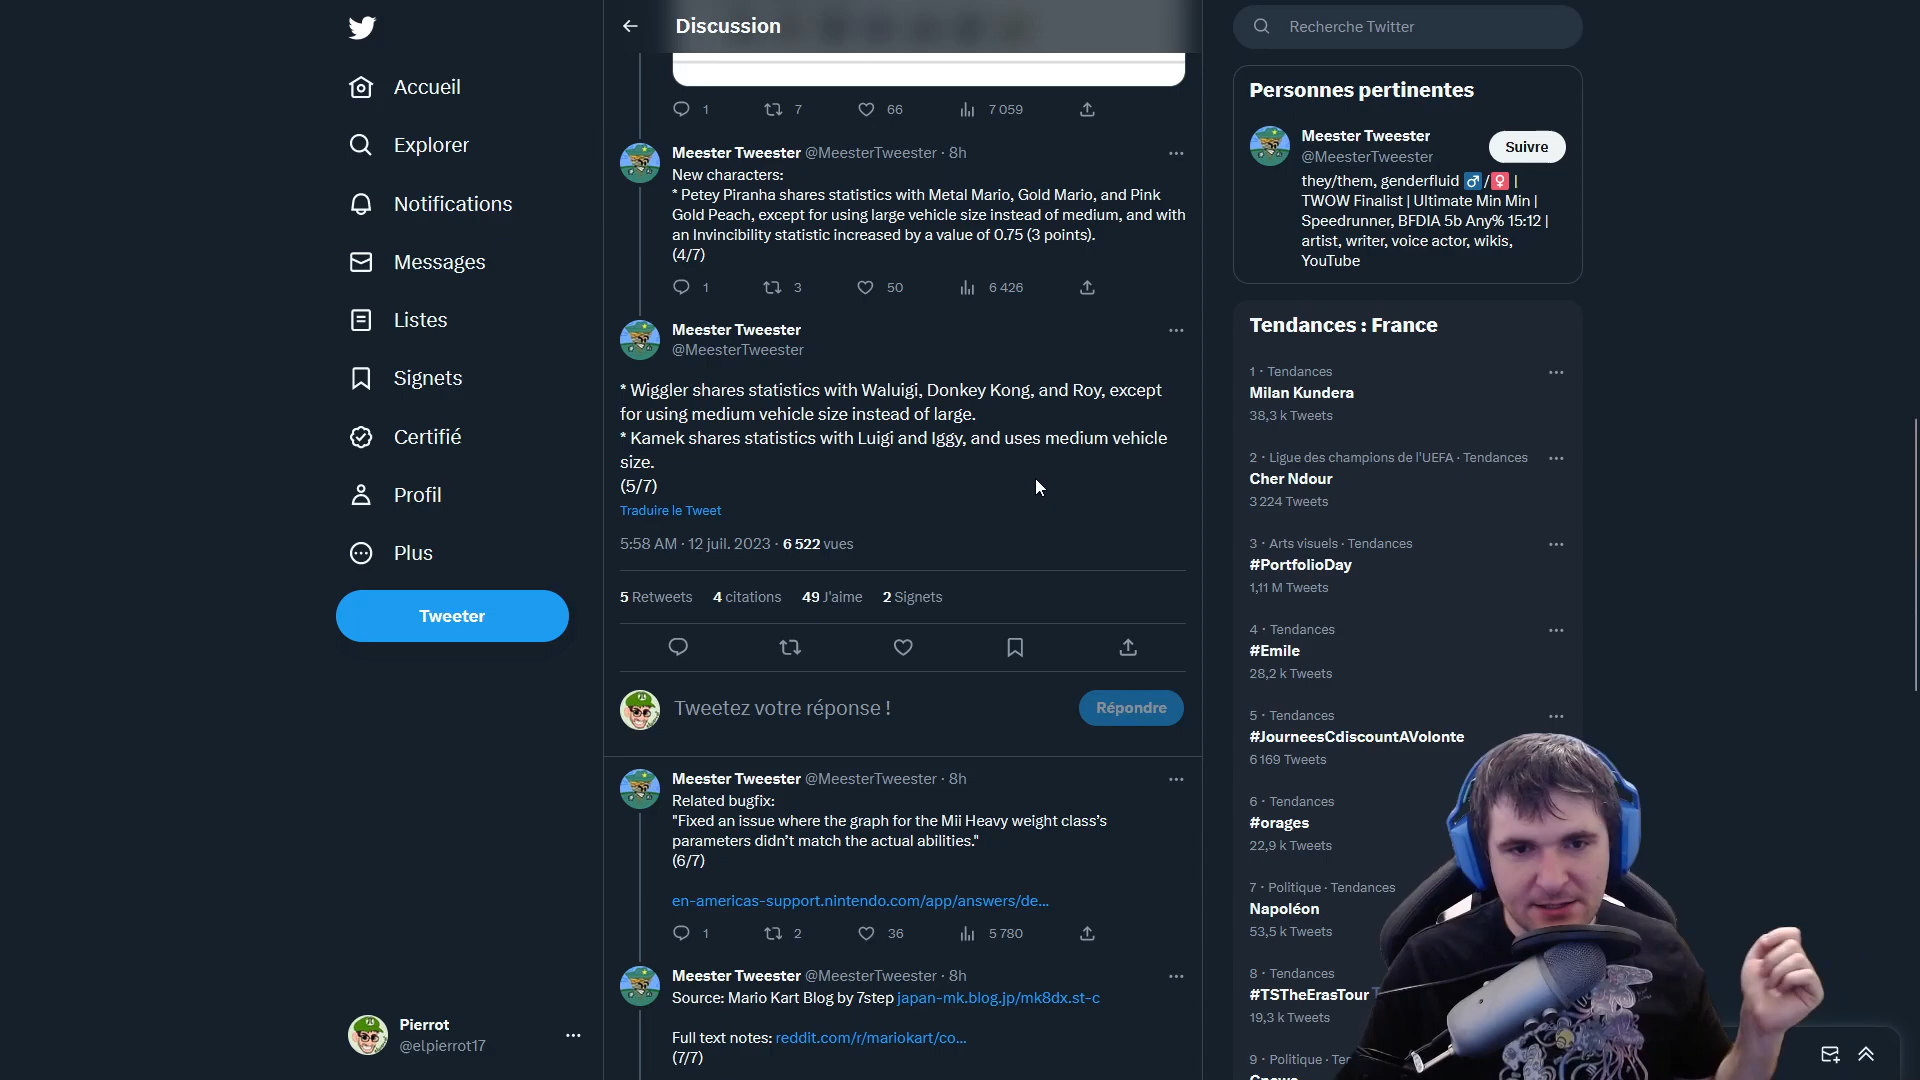 Accueil
Explorer
Notifications
Messages
Listes
Signets
Certifié
Profil
Plus
Tweeter
Pierrot
@elpierrot17
Discussion
1
7
66
7 059
Meester Tweester @MeesterTweester · 8h
New characters:
* Petey Piranha shares statistics with Metal Mario, Gold Mario, and Pink
Gold Peach, except for using large vehicle size instead of medium, and with
an Invincibility statistic increased by a value of 0.75 (3 points).
(4/7)
1
3
50
6 426
Meester Tweester
@MeesterTweester
* Wiggler shares statistics with Waluigi, Donkey Kong, and Roy, except
for using medium vehicle size instead of large.
* Kamek shares statistics with Luigi and Iggy, and uses medium vehicle
size.
(5/7)
Traduire le Tweet
5:58 AM · 12 juil. 2023 · 6 522 vues
5 Retweets 4 citations 49 J'aime 2 Signets
Tweetez votre réponse !
Répondre
Meester Tweester @MeesterTweester · 8h
Related bugfix:
"Fixed an issue where the graph for the Mii Heavy weight class’s
parameters didn’t match the actual abilities."
(6/7)
en-americas-support.nintendo.com/app/answers/de...
1
2
36
5 780
Meester Tweester @MeesterTweester · 8h
Source: Mario Kart Blog by 7step japan-mk.blog.jp/mk8dx.st-c
Full text notes: reddit.com/r/mariokart/co...
(7/7)
Recherche Twitter
Personnes pertinentes
Meester Tweester
@MeesterTweester
Suivre
they/them, genderfluid ♂/♀ |
TWOW Finalist | Ultimate Min Min |
Speedrunner, BFDIA 5b Any% 15:12 |
artist, writer, voice actor, wikis,
YouTube
Tendances : France
1 · Tendances
Milan Kundera
38,3 k Tweets
2 · Ligue des champions de l'UEFA · Tendances
Cher Ndour
3 224 Tweets
3 · Arts visuels · Tendances
#PortfolioDay
1,11 M Tweets
4 · Tendances
#Emile
28,2 k Tweets
5 · Tendances
#JourneesCdiscountAVolonte
6 169 Tweets
6 · Tendances
#orages
22,9 k Tweets
7 · Politique · Tendances
Napoléon
53,5 k Tweets
8 · Tendances
#TSTheErasTour
19,3 k Tweets
9 · Politique · Te